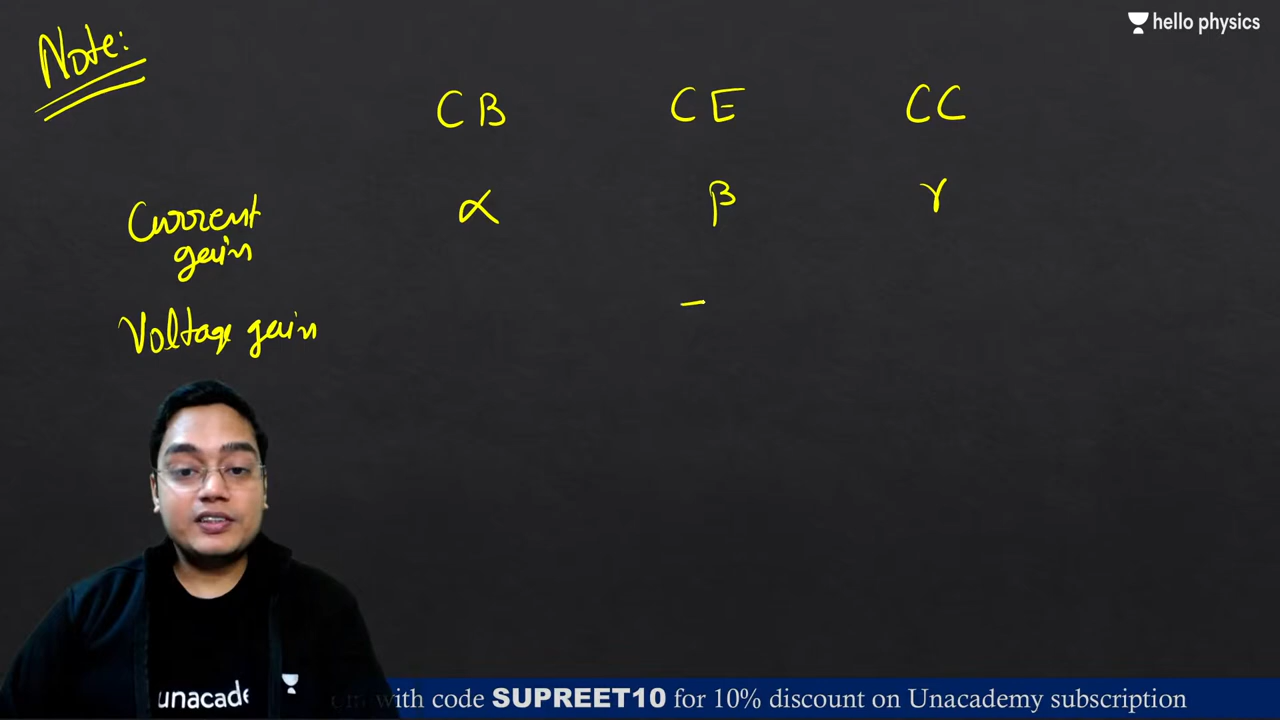 Note:
hello physics
CB CE CC
Current gain α β γ
Voltage gain –
unacade
with code SUPREET10 for 10% discount on Unacademy subscription